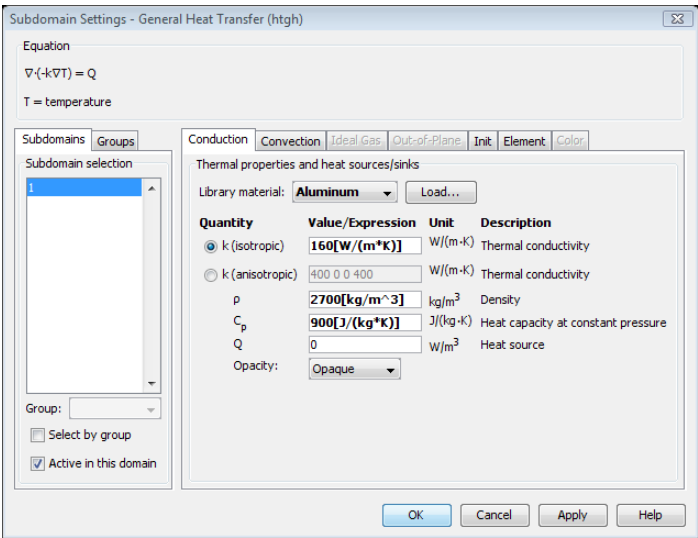 Subdomain Settings - General Heat Transfer (htgh)
Equation
∇·(-k∇T) = Q
T = temperature
Subdomains Groups
Subdomain selection
1
Group:
Select by group
Active in this domain
Conduction Convection Ideal Gas Out-of-Plane Init Element Color
Thermal properties and heat sources/sinks
Library material: Aluminum Load...
Quantity Value/Expression Unit Description
k (isotropic) 160[W/(m*K)] W/(m·K) Thermal conductivity
k (anisotropic) 400 0 0 400 W/(m·K) Thermal conductivity
ρ 2700[kg/m^3] kg/m³ Density
Cp 900[J/(kg*K)] J/(kg·K) Heat capacity at constant pressure
Q 0 W/m³ Heat source
Opacity: Opaque
OK Cancel Apply Help